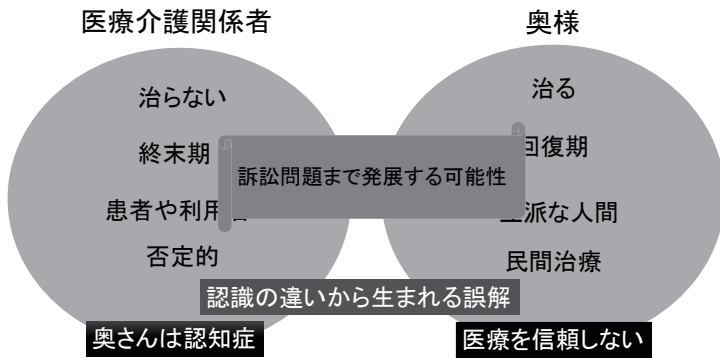 医療介護関係者
奥様
治らない
終末期
患者や利用
否定的
治る
回復期
派な人間
民間治療
訴訟問題まで発展する可能性
認識の違いから生まれる誤解
奥さんは認知症
医療を信頼しない